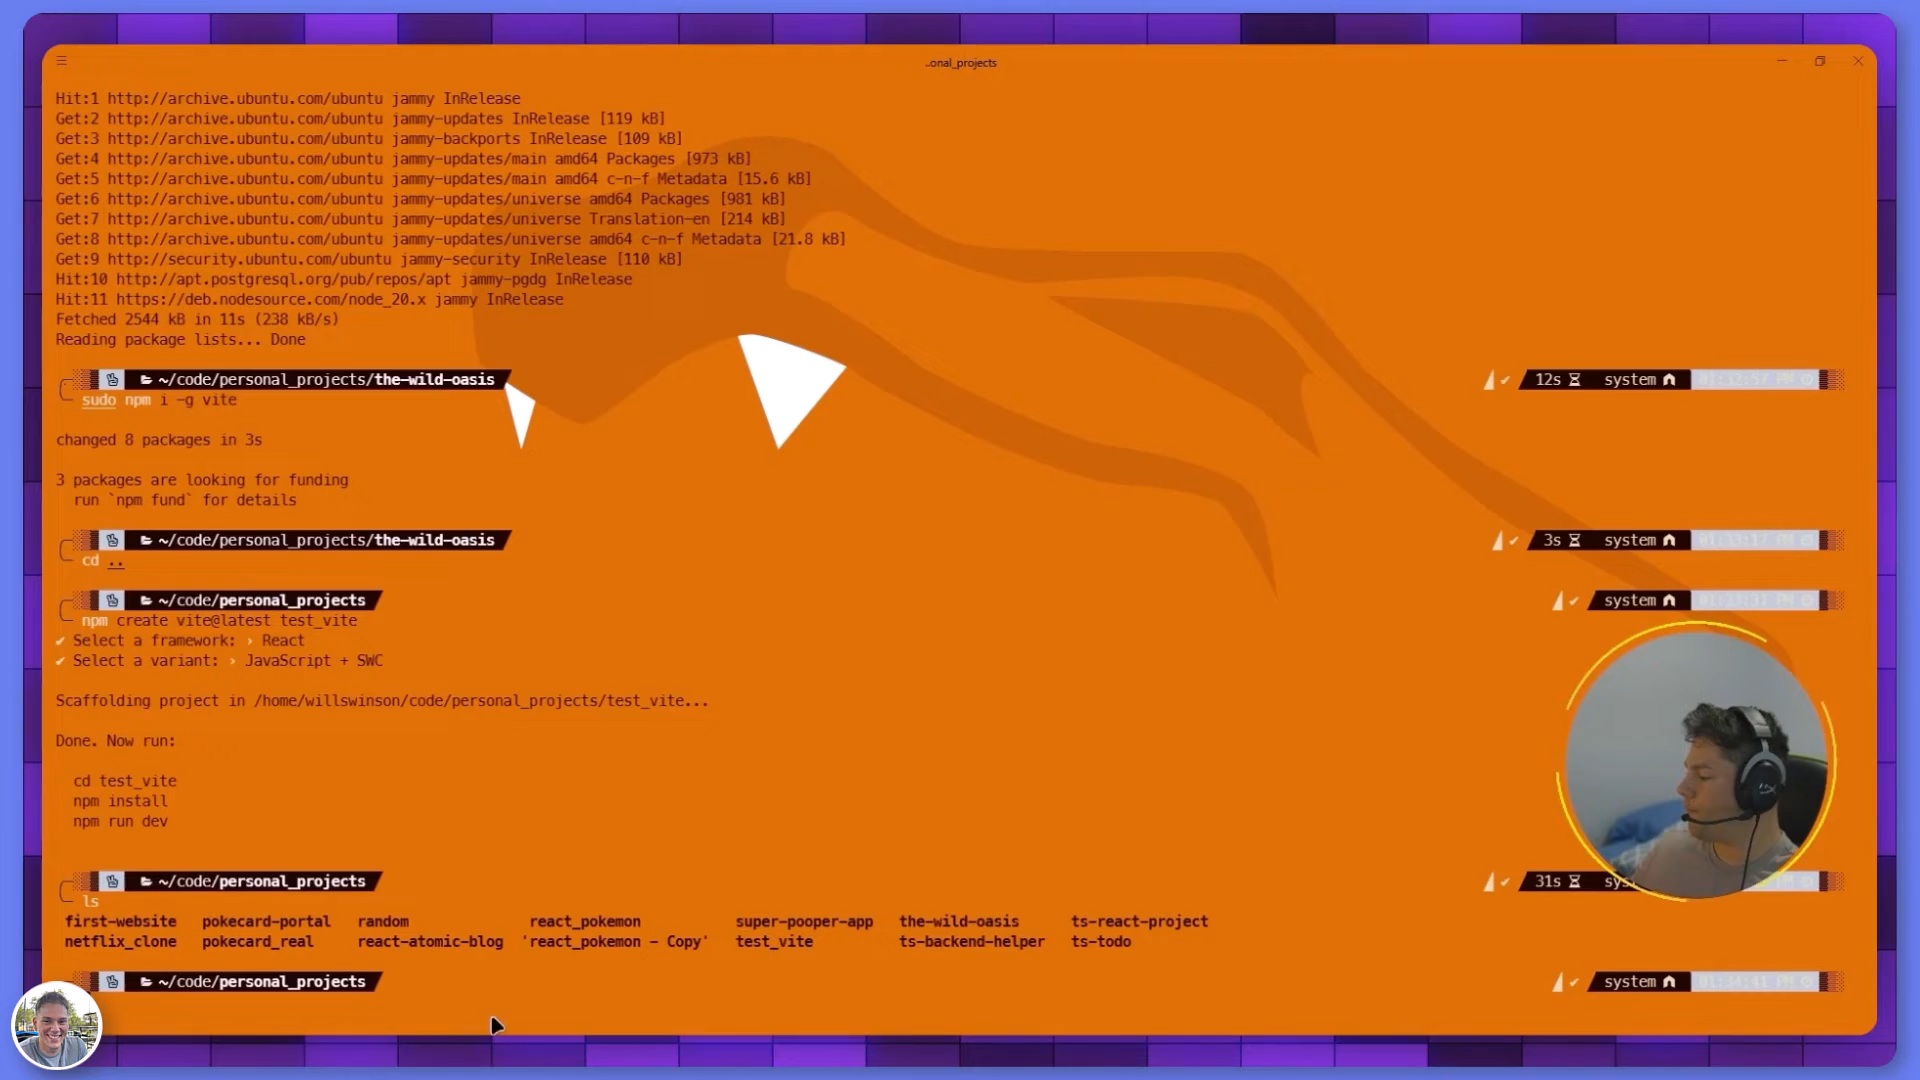 ..onal_projects
Hit:1 http://archive.ubuntu.com/ubuntu jammy InRelease
Get:2 http://archive.ubuntu.com/ubuntu jammy-updates InRelease [119 kB]
Get:3 http://archive.ubuntu.com/ubuntu jammy-backports InRelease [109 kB]
Get:4 http://archive.ubuntu.com/ubuntu jammy-updates/main amd64 Packages [973 kB]
Get:5 http://archive.ubuntu.com/ubuntu jammy-updates/main amd64 c-n-f Metadata [15.6 kB]
Get:6 http://archive.ubuntu.com/ubuntu jammy-updates/universe amd64 Packages [981 kB]
Get:7 http://archive.ubuntu.com/ubuntu jammy-updates/universe Translation-en [214 kB]
Get:8 http://archive.ubuntu.com/ubuntu jammy-updates/universe amd64 c-n-f Metadata [21.8 kB]
Get:9 http://security.ubuntu.com/ubuntu jammy-security InRelease [110 kB]
Hit:10 http://apt.postgresql.org/pub/repos/apt jammy-pgdg InRelease
Hit:11 https://deb.nodesource.com/node_20.x jammy InRelease
Fetched 2544 kB in 11s (238 kB/s)
Reading package lists... Done
~/code/personal_projects/the-wild-oasis ✔ 12s system
sudo npm i -g vite
changed 8 packages in 3s
3 packages are looking for funding
run `npm fund` for details
~/code/personal_projects/the-wild-oasis ✔ 3s system
cd ..
~/code/personal_projects ✔ system
npm create vite@latest test_vite
✔ Select a framework: › React
✔ Select a variant: › JavaScript + SWC
Scaffolding project in /home/willswinson/code/personal_projects/test_vite...
Done. Now run:
cd test_vite
npm install
npm run dev
~/code/personal_projects ✔ 31s
ls
first-website pokecard-portal random react_pokemon super-pooper-app the-wild-oasis ts-react-project
netflix_clone pokecard_real react-atomic-blog 'react_pokemon - Copy' test_vite ts-backend-helper ts-todo
~/code/personal_projects ✔ system